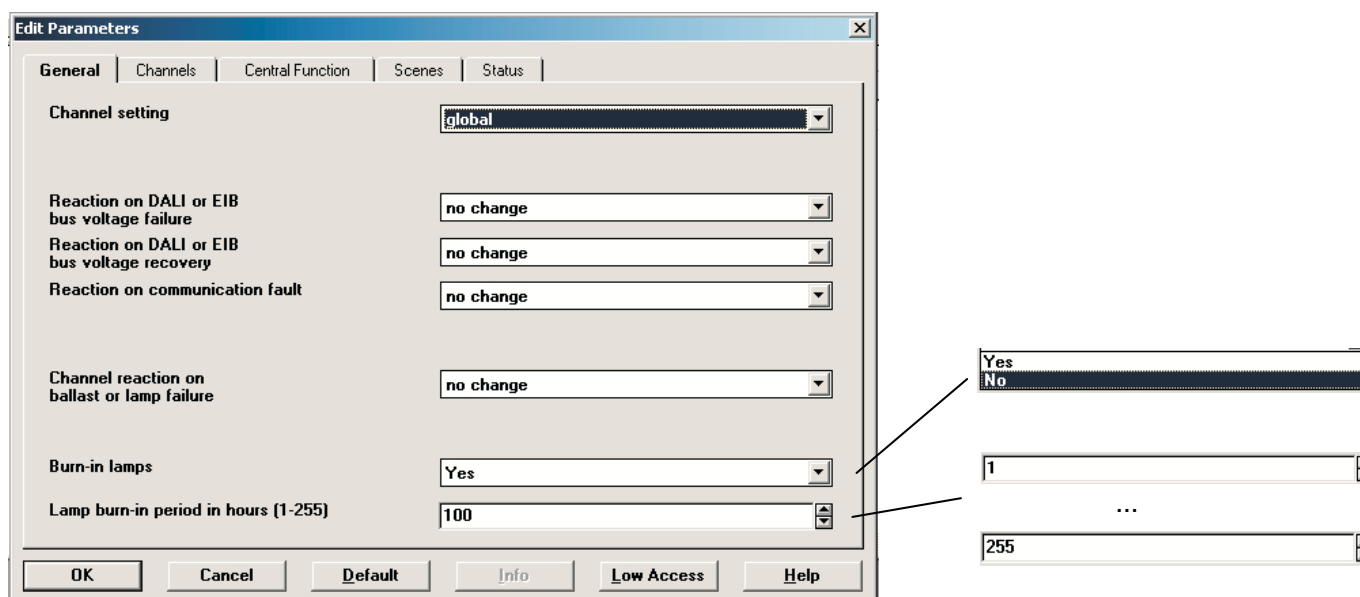 Edit Parameters
General Channels Central Function Scenes Status
Channel setting global
Reaction on DALI or EIB
bus voltage failure no change
Reaction on DALI or EIB
bus voltage recovery no change
Reaction on communication fault no change
Channel reaction on
ballast or lamp failure no change
Burn-in lamps Yes
Lamp burn-in period in hours (1-255) 100
OK Cancel Default Info Low Access Help
Yes
No
1
...
255